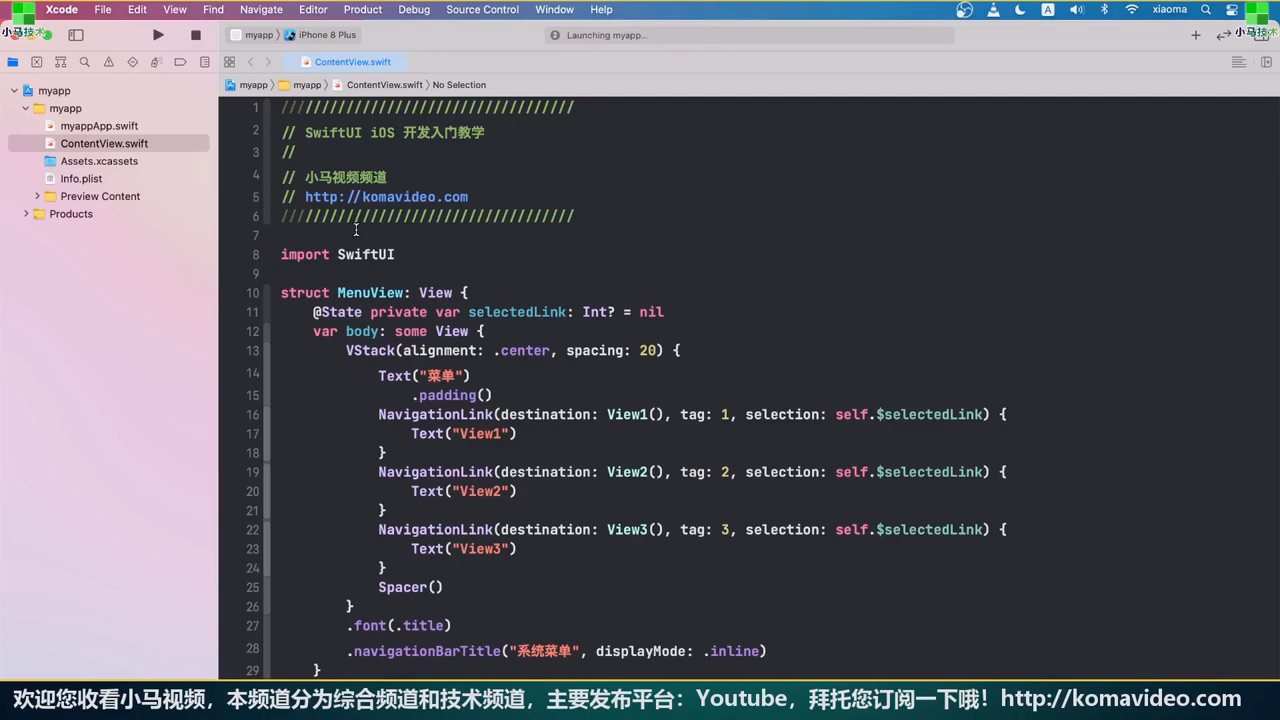 Xcode File Edit View Find Navigate Editor Product Debug Source Control Window Help A xiaoma
小马技术 小马技术
myapp iPhone 8 Plus 2 Launching myapp...
ContentView.swift
myapp myapp ContentView.swift No Selection
myapp
myapp
myappApp.swift
ContentView.swift
Assets.xcassets
Info.plist
Preview Content
Products
1 ////////////////////////////////////
2 // SwiftUI iOS 开发入门教学
3 //
4 // 小马视频频道
5 // http://komavideo.com
6 ////////////////////////////////////
7
8 import SwiftUI
9
10 struct MenuView: View {
11 @State private var selectedLink: Int? = nil
12 var body: some View {
13 VStack(alignment: .center, spacing: 20) {
14 Text("菜单")
15 .padding()
16 NavigationLink(destination: View1(), tag: 1, selection: self.$selectedLink) {
17 Text("View1")
18 }
19 NavigationLink(destination: View2(), tag: 2, selection: self.$selectedLink) {
20 Text("View2")
21 }
22 NavigationLink(destination: View3(), tag: 3, selection: self.$selectedLink) {
23 Text("View3")
24 }
25 Spacer()
26 }
27 .font(.title)
28 .navigationBarTitle("系统菜单", displayMode: .inline)
29 }
欢迎您收看小马视频，本频道分为综合频道和技术频道，主要发布平台：Youtube，拜托您订阅一下哦！http://komavideo.com